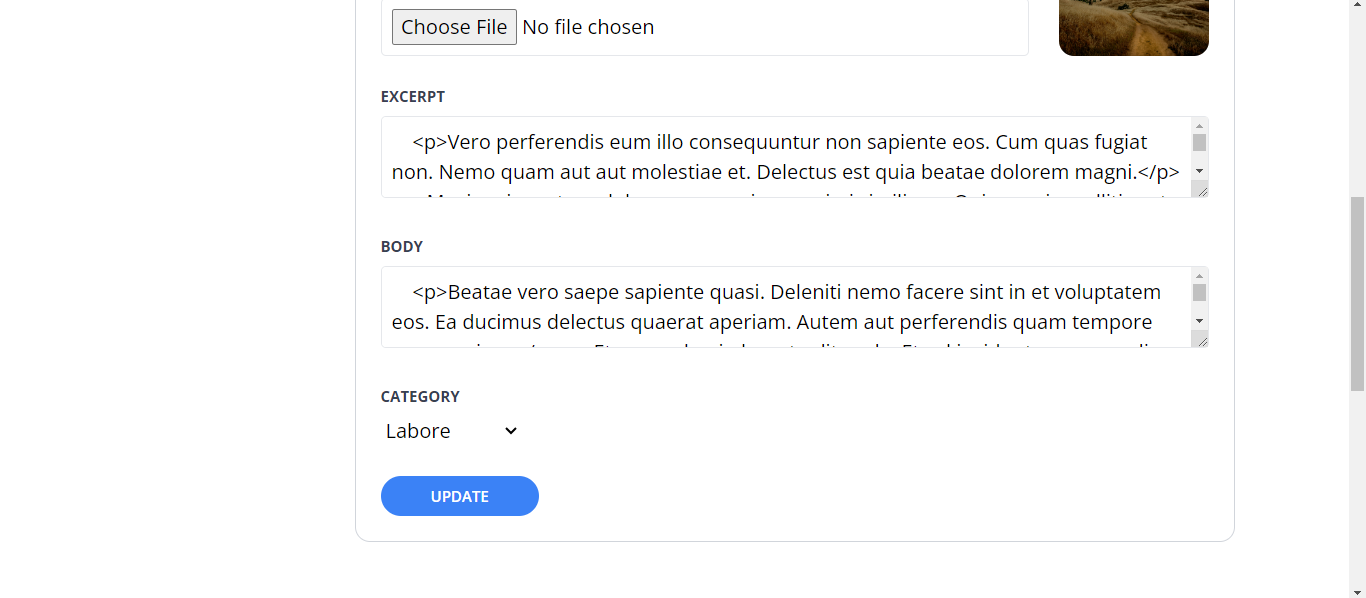 Choose File No file chosen
EXCERPT
<p>Vero perferendis eum illo consequuntur non sapiente eos. Cum quas fugiat
non. Nemo quam aut aut molestiae et. Delectus est quia beatae dolorem magni.</p>
BODY
<p>Beatae vero saepe sapiente quasi. Deleniti nemo facere sint in et voluptatem
eos. Ea ducimus delectus quaerat aperiam. Autem aut perferendis quam tempore
CATEGORY
Labore
UPDATE